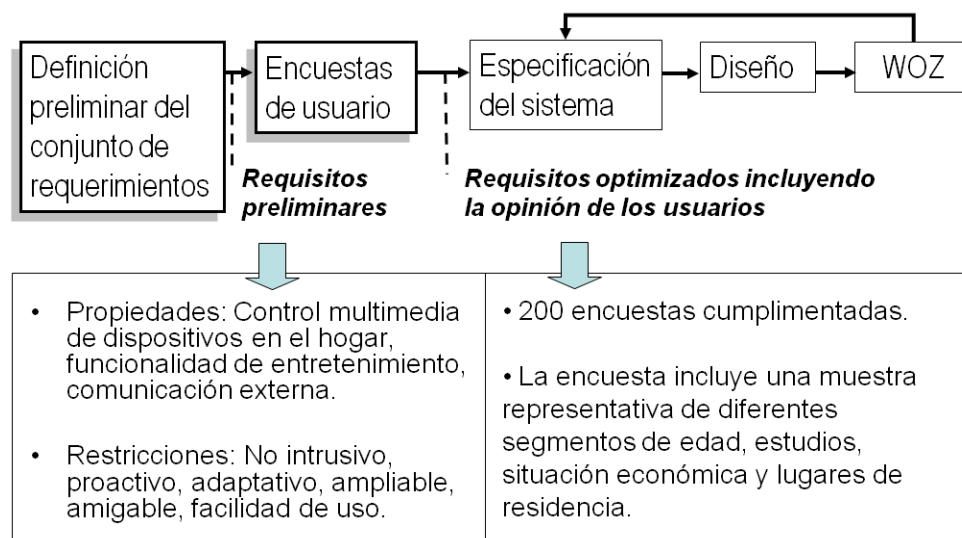 Definición
preliminar del
conjunto de
requerimientos
Encuestas
de usuario
Especificación
del sistema
Diseño
WOZ
Requisitos
preliminares
Requisitos optimizados incluyendo
la opinión de los usuarios
• Propiedades: Control multimedia
de dispositivos en el hogar,
funcionalidad de entretenimiento,
comunicación externa.
• Restricciones: No intrusivo,
proactivo, adaptativo, ampliable,
amigable, facilidad de uso.
• 200 encuestas cumplimentadas.
• La encuesta incluye una muestra
representativa de diferentes
segmentos de edad, estudios,
situación económica y lugares de
residencia.